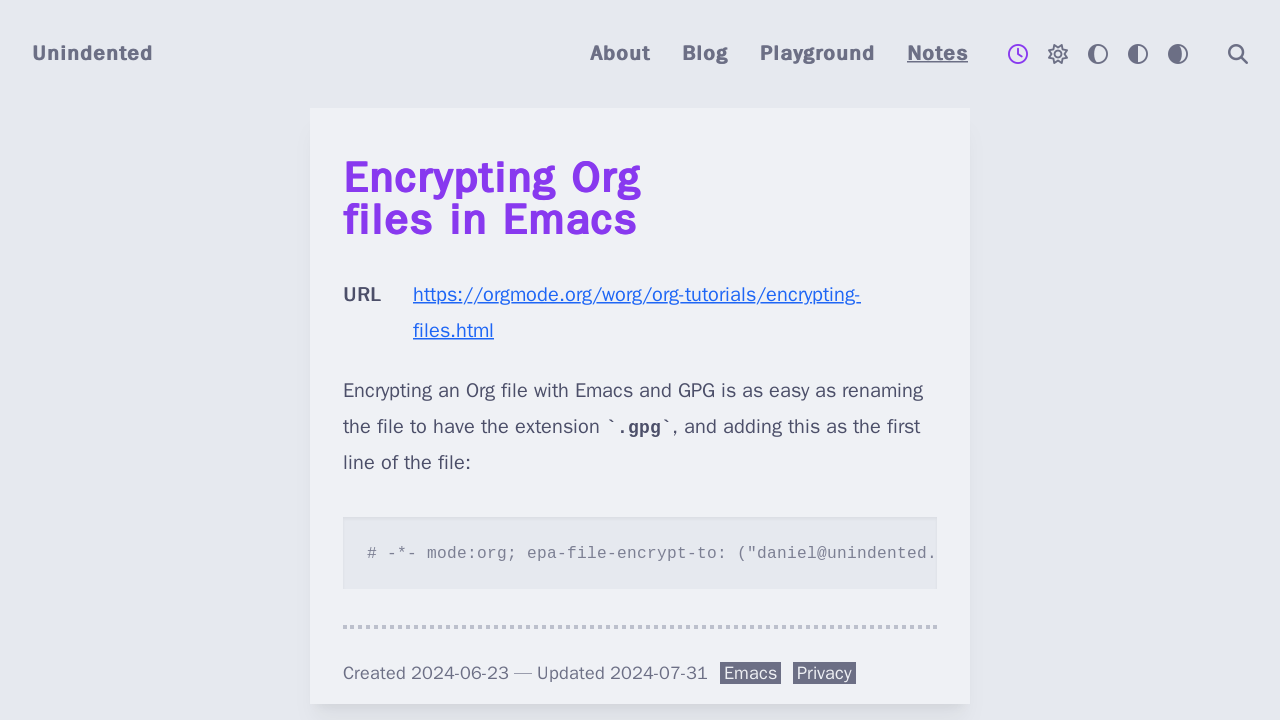 Unindented
About Blog Playground Notes
Encrypting Org
files in Emacs
URL https://orgmode.org/worg/org-tutorials/encrypting-
files.html
Encrypting an Org file with Emacs and GPG is as easy as renaming
the file to have the extension `.gpg`, and adding this as the first
line of the file:
# -*- mode:org; epa-file-encrypt-to: ("daniel@unindented.
Created 2024-06-23 — Updated 2024-07-31 Emacs Privacy